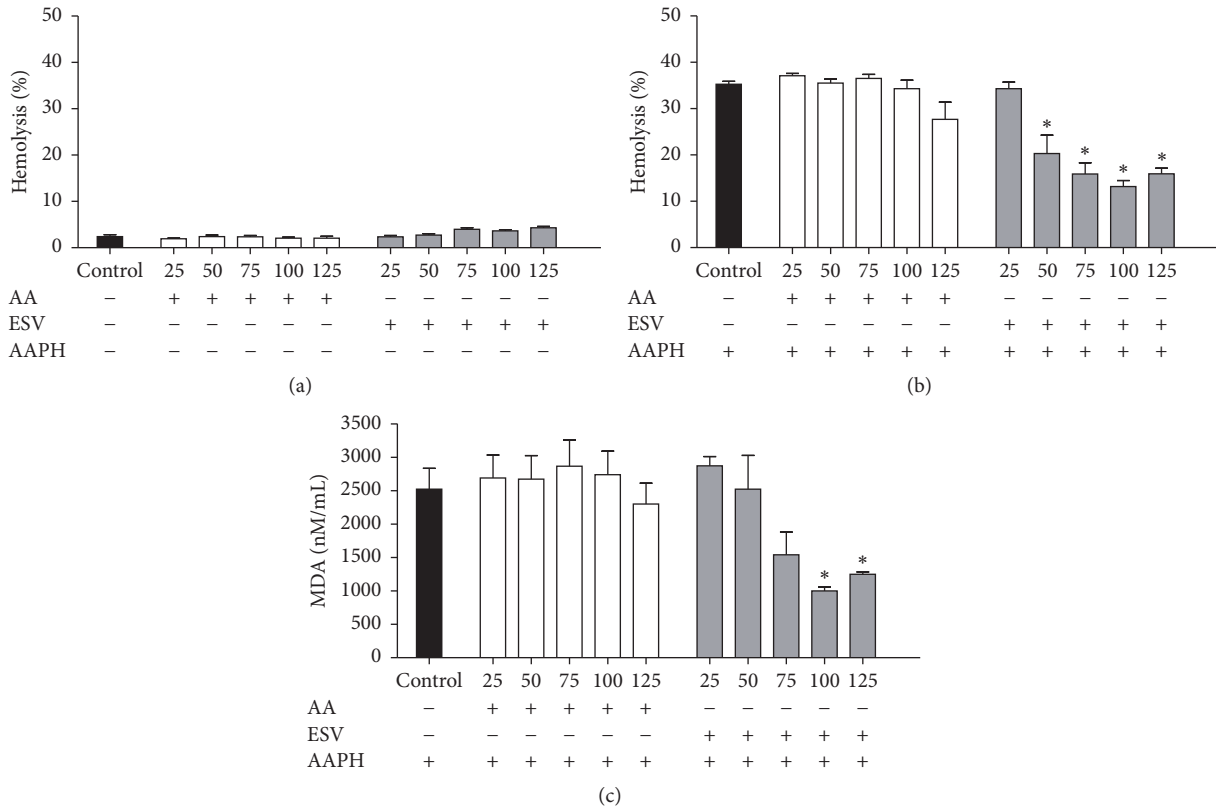 50
40
30
20
10
0
Hemolysis (%)
Control 25 50 75 100 125 25 50 75 100 125
AA − + + + + + − − − − −
ESV − − − − − − + + + + +
AAPH − − − − − − − − − − −
(a)
50
40
30
20
10
0
Hemolysis (%)
* * * *
Control 25 50 75 100 125 25 50 75 100 125
AA − + + + + + − − − − −
ESV − − − − − − + + + + +
AAPH + + + + + + + + + + +
(b)
3500
3000
2500
2000
1500
1000
500
0
MDA (nM/mL)
* *
Control 25 50 75 100 125 25 50 75 100 125
AA − + + + + + − − − − −
ESV − − − − − − + + + + +
AAPH + + + + + + + + + + +
(c)